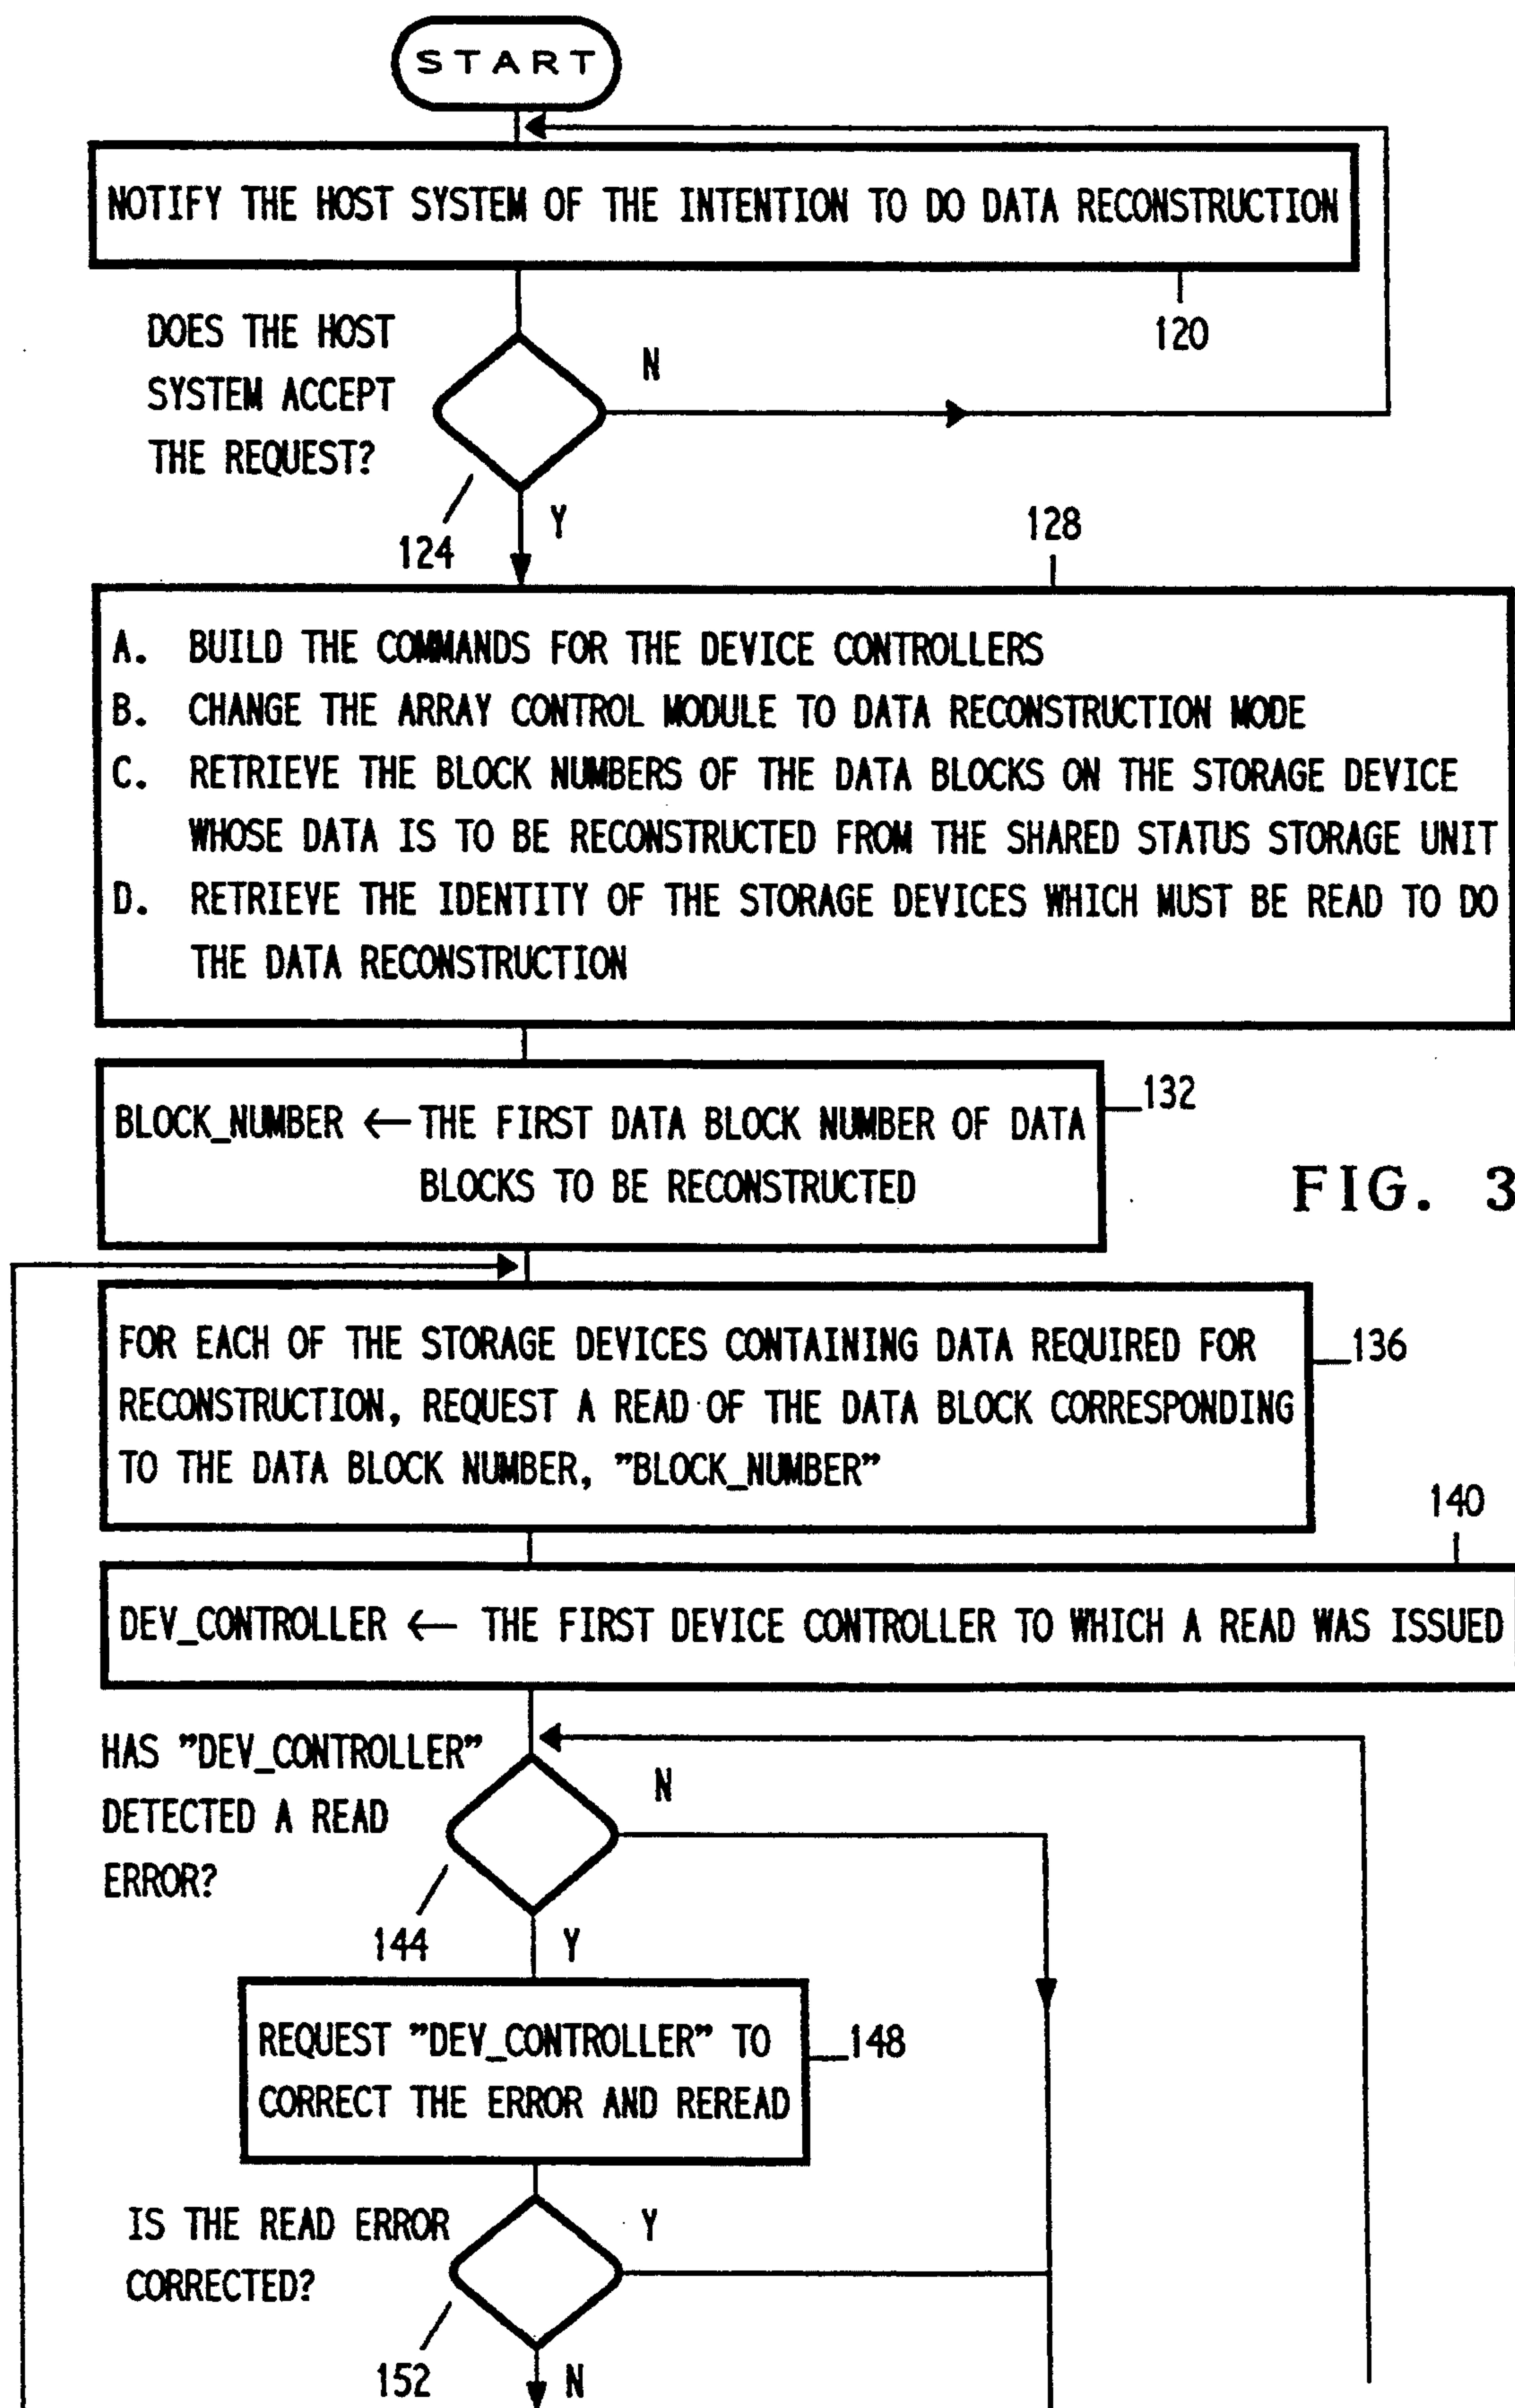 START
NOTIFY THE HOST SYSTEM OF THE INTENTION TO DO DATA RECONSTRUCTION
120
DOES THE HOST
SYSTEM ACCEPT
THE REQUEST?
N
124
Y
128
A. BUILD THE COMMANDS FOR THE DEVICE CONTROLLERS
B. CHANGE THE ARRAY CONTROL MODULE TO DATA RECONSTRUCTION MODE
C. RETRIEVE THE BLOCK NUMBERS OF THE DATA BLOCKS ON THE STORAGE DEVICE
WHOSE DATA IS TO BE RECONSTRUCTED FROM THE SHARED STATUS STORAGE UNIT
D. RETRIEVE THE IDENTITY OF THE STORAGE DEVICES WHICH MUST BE READ TO DO
THE DATA RECONSTRUCTION
132
BLOCK_NUMBER ← THE FIRST DATA BLOCK NUMBER OF DATA
BLOCKS TO BE RECONSTRUCTED
FIG. 3
FOR EACH OF THE STORAGE DEVICES CONTAINING DATA REQUIRED FOR
RECONSTRUCTION, REQUEST A READ OF THE DATA BLOCK CORRESPONDING
TO THE DATA BLOCK NUMBER, ”BLOCK_NUMBER”
136
140
DEV_CONTROLLER ← THE FIRST DEVICE CONTROLLER TO WHICH A READ WAS ISSUED
HAS ”DEV_CONTROLLER”
DETECTED A READ
ERROR?
N
144
Y
REQUEST ”DEV_CONTROLLER” TO
CORRECT THE ERROR AND REREAD
148
IS THE READ ERROR
CORRECTED?
Y
152
N